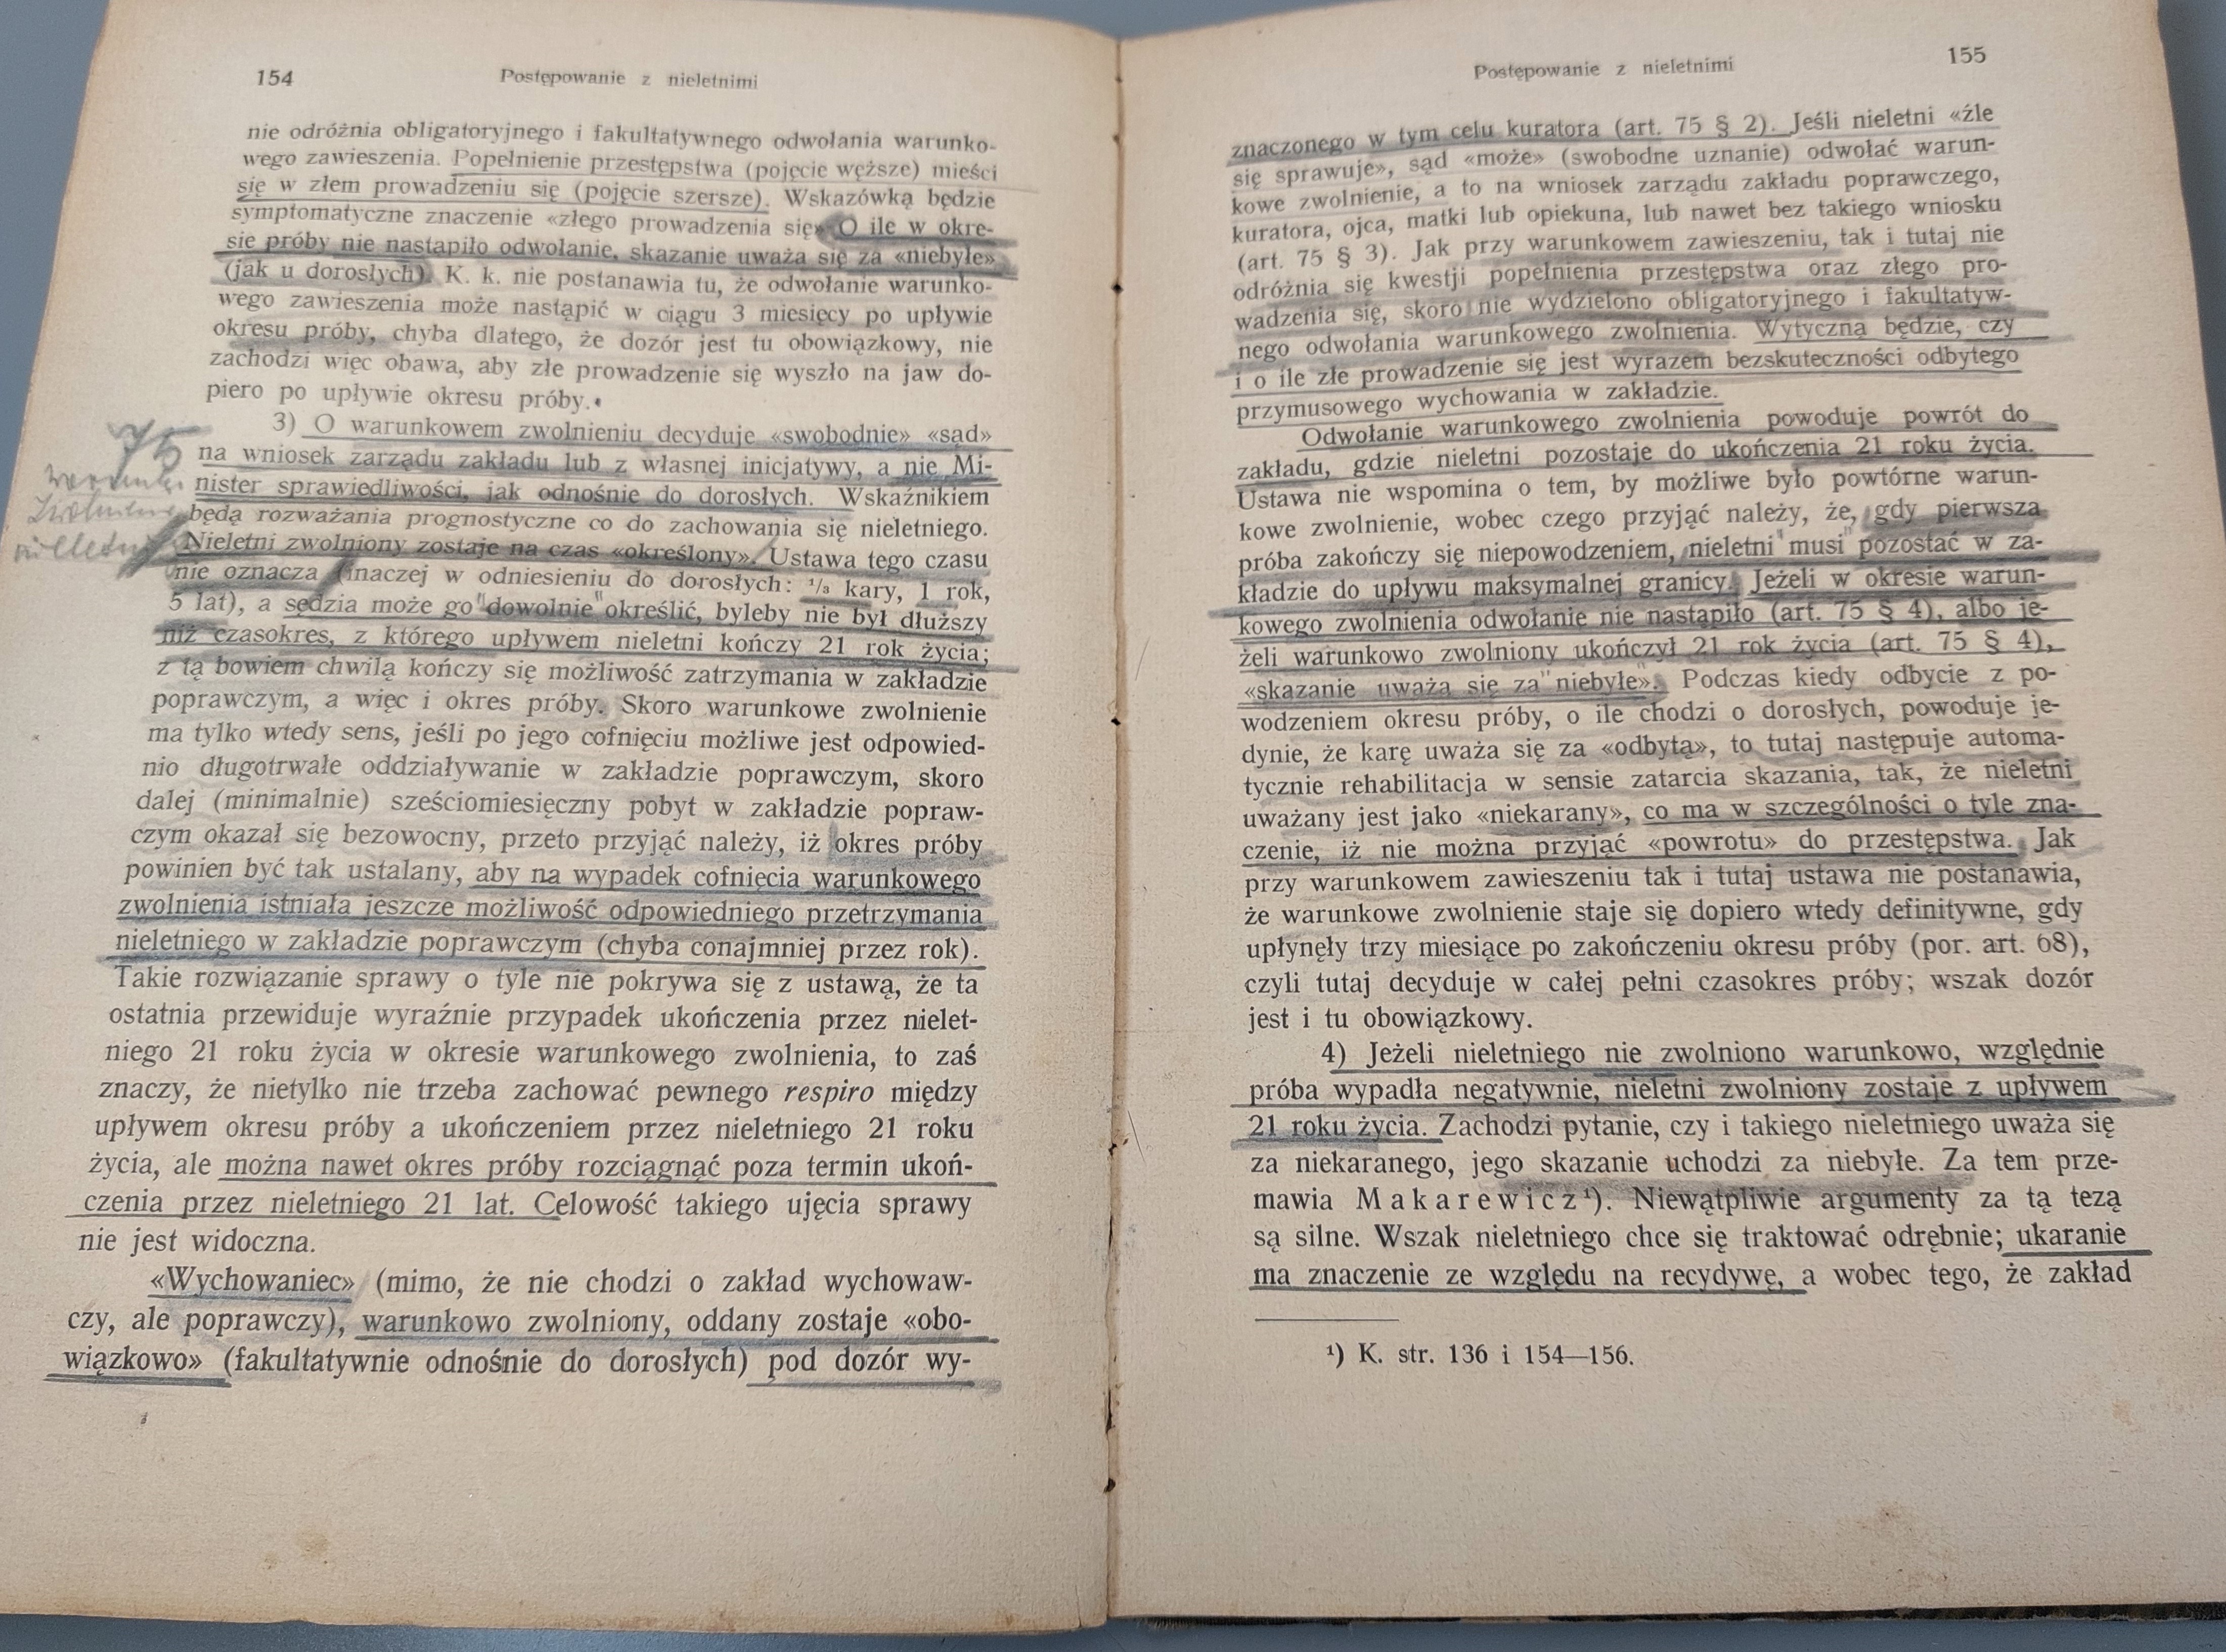 154 Postępowanie z nieletnimi
nie odróżnia obligatoryjnego i fakultatywnego odwołania warunko-
wego zawieszenia. Popełnienie przestępstwa (pojęcie węższe) mieści
się w złem prowadzeniu się (pojęcie szersze). Wskazówką będzie
symptomatyczne znaczenie «złego prowadzenia się» O ile w okre-
sie próby nie nastąpiło odwołanie, skazanie uważa się za «niebyłe»
(jak u dorosłych). K. k. nie postanawia tu, że odwołanie warunko-
wego zawieszenia może nastąpić w ciągu 3 miesięcy po upływie
okresu próby, chyba dlatego, że dozór jest tu obowiązkowy, nie
zachodzi więc obawa, aby złe prowadzenie się wyszło na jaw do-
piero po upływie okresu próby.
3) O warunkowem zwolnieniu decyduje «swobodnie» «sąd»
na wniosek zarządu zakładu lub z własnej inicjatywy, a nie Mi-
nister sprawiedliwości, jak odnośnie do dorosłych. Wskaźnikiem
będą rozważania prognostyczne co do zachowania się nieletniego.
Nieletni zwolniony zostaje na czas «określony». Ustawa tego czasu
nie oznacza (inaczej w odniesieniu do dorosłych: ¹/₃ kary, 1 rok,
5 lat), a sędzia może go "dowolnie" określić, byleby nie był dłuższy
niż czasokres, z którego upływem nieletni kończy 21 rok życia;
z tą bowiem chwilą kończy się możliwość zatrzymania w zakładzie
poprawczym, a więc i okres próby. Skoro warunkowe zwolnienie
ma tylko wtedy sens, jeśli po jego cofnięciu możliwe jest odpowied-
nio długotrwałe oddziaływanie w zakładzie poprawczym, skoro
dalej (minimalnie) sześciomiesięczny pobyt w zakładzie popraw-
czym okazał się bezowocny, przeto przyjąć należy, iż okres próby
powinien być tak ustalany, aby na wypadek cofnięcia warunkowego
zwolnienia istniała jeszcze możliwość odpowiedniego przetrzymania
nieletniego w zakładzie poprawczym (chyba conajmniej przez rok).
Takie rozwiązanie sprawy o tyle nie pokrywa się z ustawą, że ta
ostatnia przewiduje wyraźnie przypadek ukończenia przez nielet-
niego 21 roku życia w okresie warunkowego zwolnienia, to zaś
znaczy, że nietylko nie trzeba zachować pewnego respiro między
upływem okresu próby a ukończeniem przez nieletniego 21 roku
życia, ale można nawet okres próby rozciągnąć poza termin ukoń-
czenia przez nieletniego 21 lat. Celowość takiego ujęcia sprawy
nie jest widoczna.
«Wychowaniec» (mimo, że nie chodzi o zakład wychowaw-
czy, ale poprawczy), warunkowo zwolniony, oddany zostaje «obo-
wiązkowo» (fakultatywnie odnośnie do dorosłych) pod dozór wy-
75
Postępowanie z nieletnimi 155
znaczonego w tym celu kuratora (art. 75 § 2). Jeśli nieletni «źle
się sprawuje», sąd «może» (swobodne uznanie) odwołać warun-
kowe zwolnienie, a to na wniosek zarządu zakładu poprawczego,
kuratora, ojca, matki lub opiekuna, lub nawet bez takiego wniosku
(art. 75 § 3). Jak przy warunkowem zawieszeniu, tak i tutaj nie
odróżnia się kwestji popełnienia przestępstwa oraz złego pro-
wadzenia się, skoro nie wydzielono obligatoryjnego i fakultatyw-
nego odwołania warunkowego zwolnienia. Wytyczną będzie, czy
i o ile złe prowadzenie się jest wyrazem bezskuteczności odbytego
przymusowego wychowania w zakładzie.
Odwołanie warunkowego zwolnienia powoduje powrót do
zakładu, gdzie nieletni pozostaje do ukończenia 21 roku życia.
Ustawa nie wspomina o tem, by możliwe było powtórne warun-
kowe zwolnienie, wobec czego przyjąć należy, że, gdy pierwsza
próba zakończy się niepowodzeniem, nieletni "musi" pozostać w za-
kładzie do upływu maksymalnej granicy. Jeżeli w okresie warun-
kowego zwolnienia odwołanie nie nastąpiło (art. 75 § 4), albo je-
żeli warunkowo zwolniony ukończył 21 rok życia (art. 75 § 4),
«skazanie uważa się za" niebyłe». Podczas kiedy odbycie z po-
wodzeniem okresu próby, o ile chodzi o dorosłych, powoduje je-
dynie, że karę uważa się za «odbytą», to tutaj następuje automa-
tycznie rehabilitacja w sensie zatarcia skazania, tak, że nieletni
uważany jest jako «niekarany», co ma w szczególności o tyle zna-
czenie, iż nie można przyjąć «powrotu» do przestępstwa. Jak
przy warunkowem zawieszeniu tak i tutaj ustawa nie postanawia,
że warunkowe zwolnienie staje się dopiero wtedy definitywne, gdy
upłynęły trzy miesiące po zakończeniu okresu próby (por. art. 68),
czyli tutaj decyduje w całej pełni czasokres próby; wszak dozór
jest i tu obowiązkowy.
4) Jeżeli nieletniego nie zwolniono warunkowo, względnie
próba wypadła negatywnie, nieletni zwolniony zostaje z upływem
21 roku życia. Zachodzi pytanie, czy i takiego nieletniego uważa się
za niekaranego, jego skazanie uchodzi za niebyłe. Za tem prze-
mawia Makarewicz¹). Niewątpliwie argumenty za tą tezą
są silne. Wszak nieletniego chce się traktować odrębnie; ukaranie
ma znaczenie ze względu na recydywę, a wobec tego, że zakład
¹) K. str. 136 i 154—156.